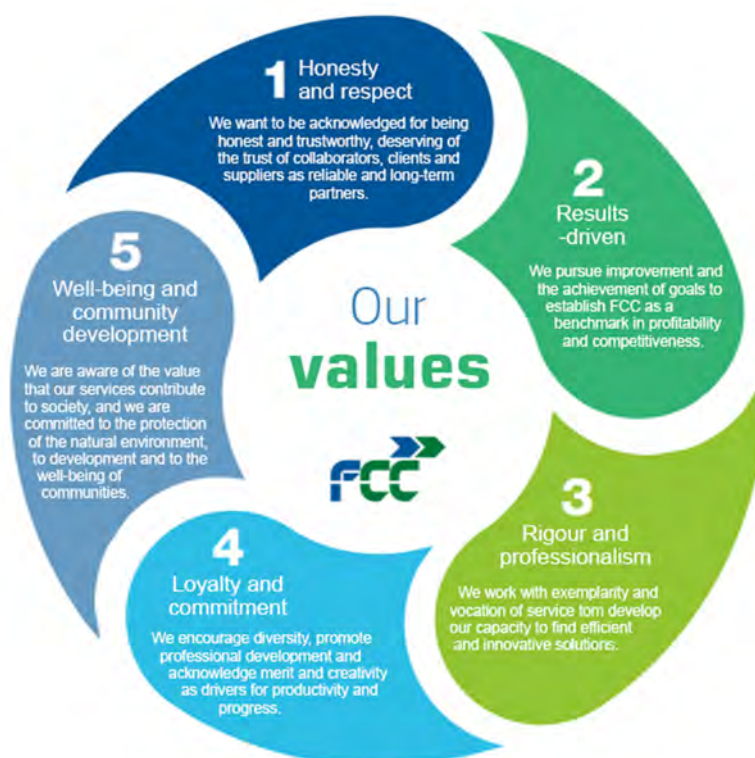 1 Honesty
and respect
We want to be acknowledged for being
honest and trustworthy, deserving of
the trust of collaborators, clients and
suppliers as reliable and long-term
partners.
2
Results
-driven
We pursue improvement and
the achievement of goals to
establish FCC as a
benchmark in profitability
and competitiveness.
3
Rigour and
professionalism
We work with exemplarity and
vocation of service tom develop
our capacity to find efficient
and innovative solutions.
4
Loyalty and
commitment
We encourage diversity, promote
professional development and
acknowledge merit and creativity
as drivers for productivity and
progress.
5
Well-being and
community
development
We are aware of the value
that our services contribute
to society, and we are
committed to the protection
of the natural environment,
to development and to the
well-being of
communities.
Our
values
FCC